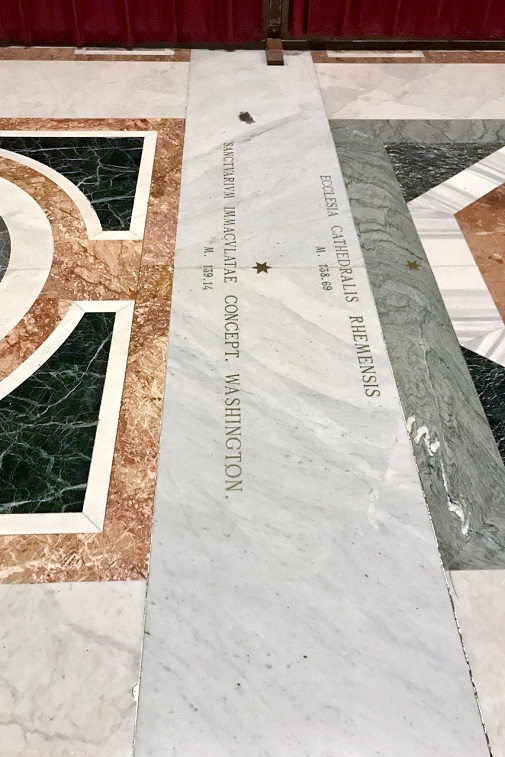 SANCTVARIVM IMMACVLATAE CONCEPT. WASHINGTON.
M. 139.14
ECCLESIA CATHEDRALIS RHEMENSIS
M. 138.69